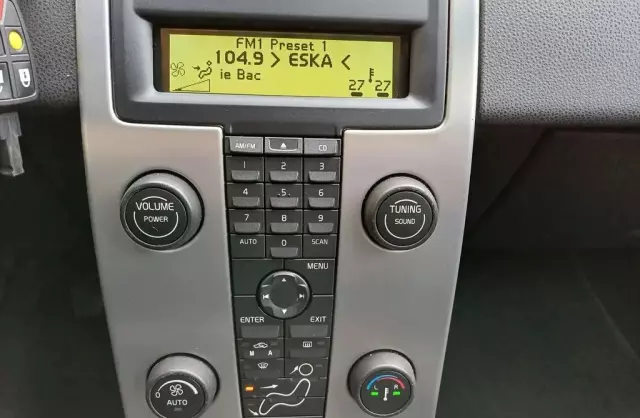 FM1 Preset 1
104.9 > ESKA <
ie Bac
27 27
AM/FM CD
1 2 3
4 .5. 6
7 8 9
AUTO 0 SCAN
VOLUME
POWER
TUNING
SOUND
MENU
ENTER EXIT
M A
0
AUTO
L R